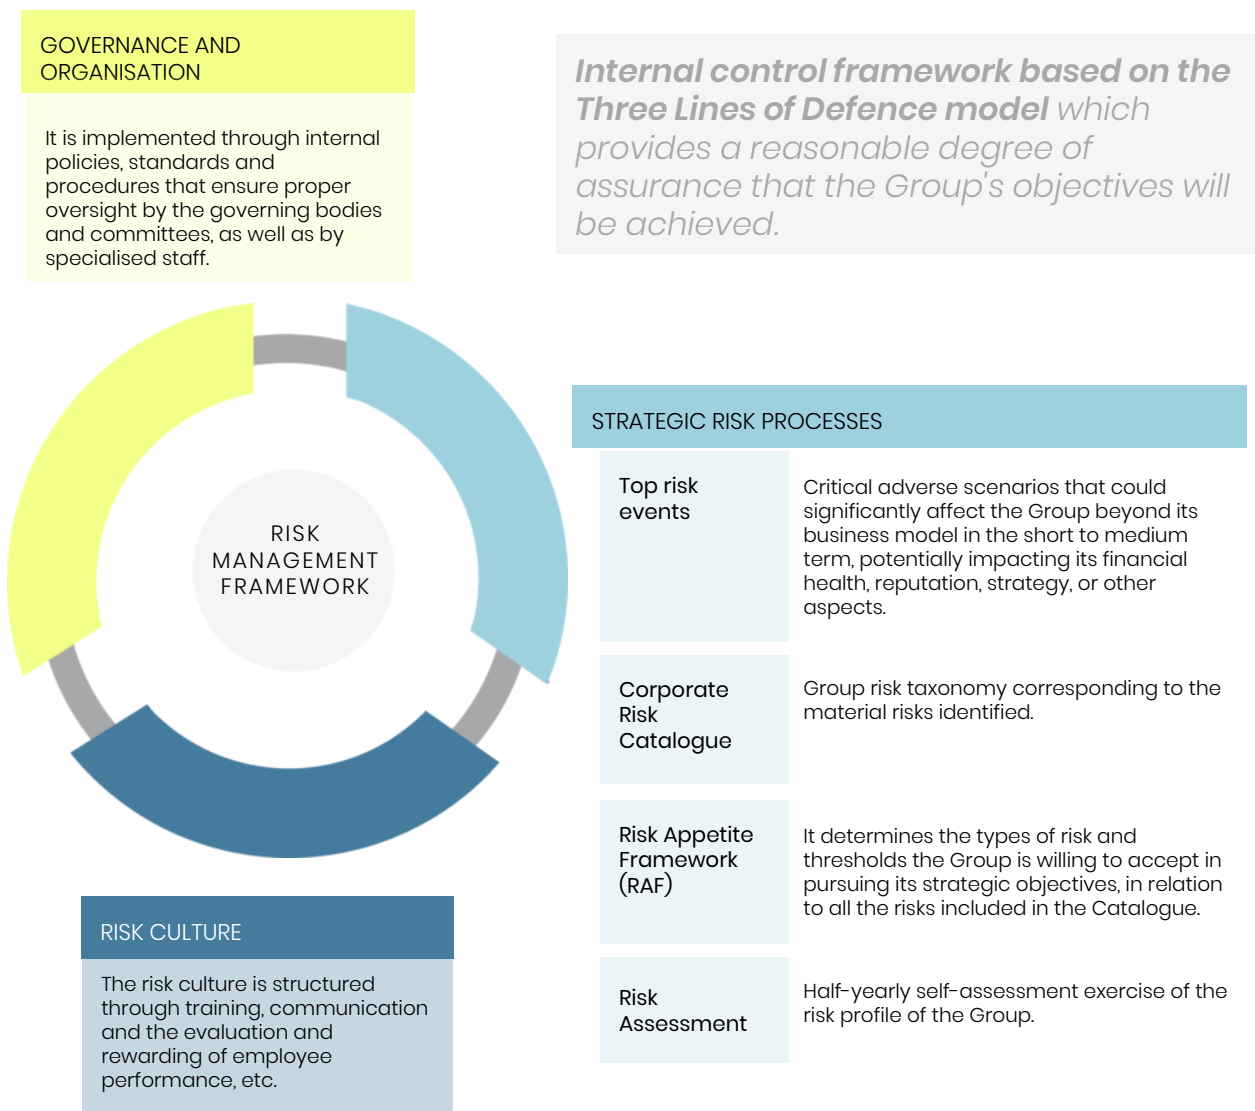 GOVERNANCE AND
ORGANISATION
It is implemented through internal
policies, standards and
procedures that ensure proper
oversight by the governing bodies
and committees, as well as by
specialised staff.
Internal control framework based on the
Three Lines of Defence model which
provides a reasonable degree of
assurance that the Group's objectives will
be achieved.
RISK
MANAGEMENT
FRAMEWORK
STRATEGIC RISK PROCESSES
Top risk
events
Critical adverse scenarios that could
significantly affect the Group beyond its
business model in the short to medium
term, potentially impacting its financial
health, reputation, strategy, or other
aspects.
Corporate
Risk
Catalogue
Group risk taxonomy corresponding to the
material risks identified.
Risk Appetite
Framework
(RAF)
It determines the types of risk and
thresholds the Group is willing to accept in
pursuing its strategic objectives, in relation
to all the risks included in the Catalogue.
Risk
Assessment
Half-yearly self-assessment exercise of the
risk profile of the Group.
RISK CULTURE
The risk culture is structured
through training, communication
and the evaluation and
rewarding of employee
performance, etc.